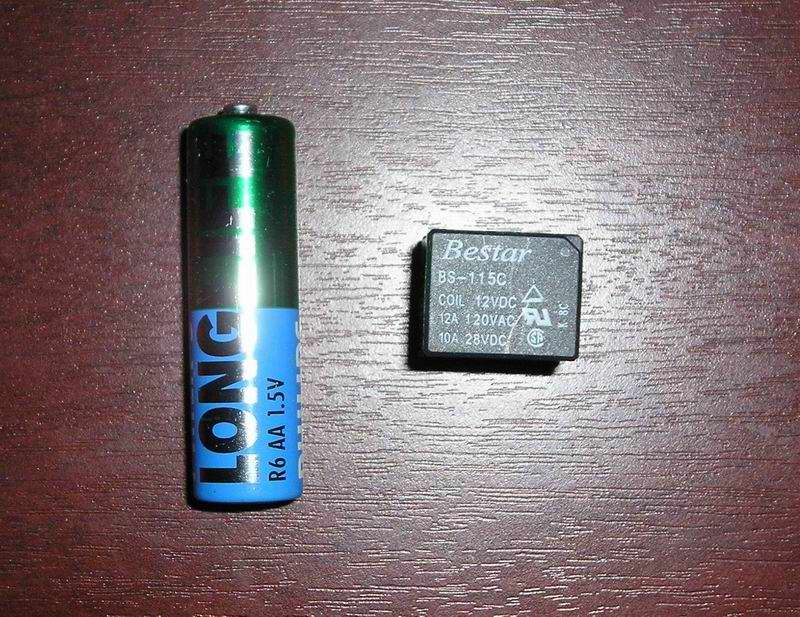 LONG
R6 AA 1.5V
Bestar
BS-115C
COIL 12VDC
12A 120VAC
10A 28VDC